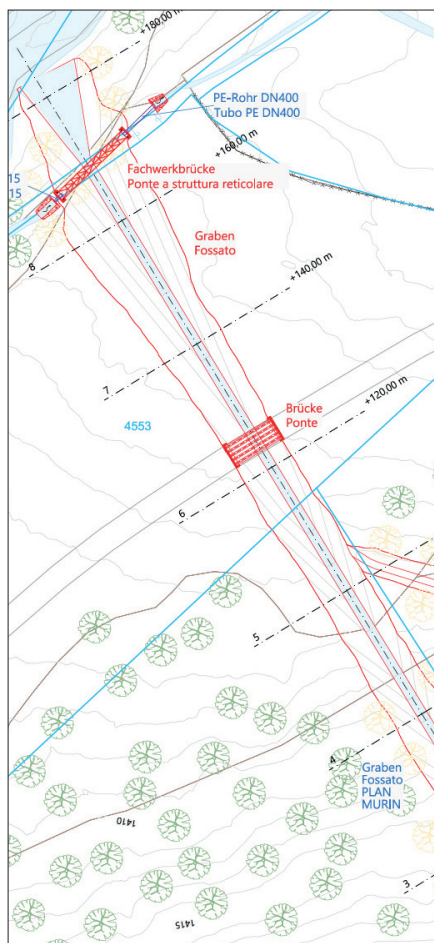 +180,00 m
PE-Rohr DN400
Tubo PE DN400
+160,00 m
Fachwerkbrücke
Ponte a struttura reticolare
15
15
Graben
Fossato
8
+140,00 m
7
+120,00 m
Brücke
Ponte
4553
6
5
4
Graben
Fossato
PLAN
MURIN
1410
3
1415